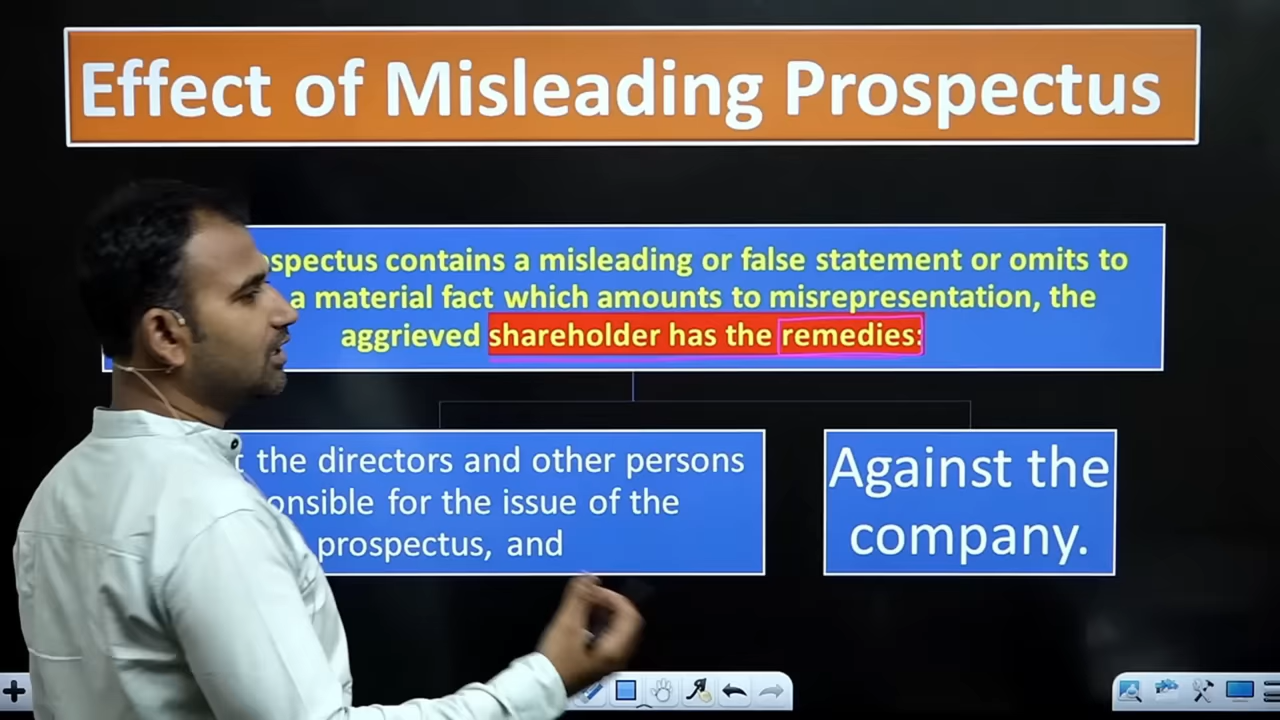 Effect of Misleading Prospectus
contains a misleading or false statement or omits to
a material fact which amounts to misrepresentation, the
aggrieved shareholder has the remedies:
the directors and other persons
for the issue of the
prospectus, and
Against the
company.